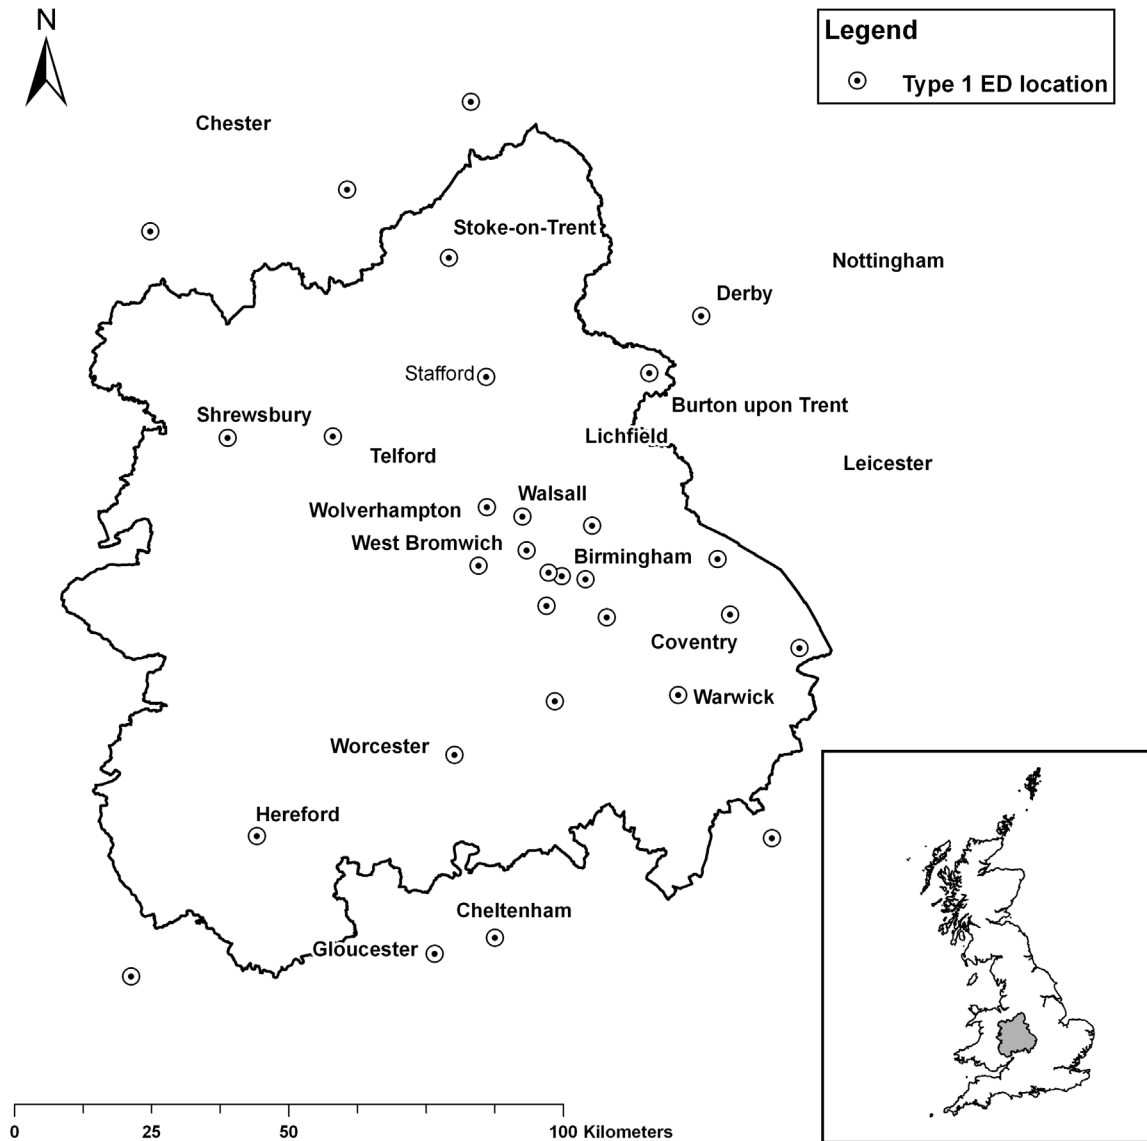 N
Legend
Type 1 ED location
Chester
Stoke-on-Trent
Nottingham
Derby
Stafford
Burton upon Trent
Shrewsbury
Lichfield
Telford
Leicester
Walsall
Wolverhampton
West Bromwich
Birmingham
Coventry
Warwick
Worcester
Hereford
Cheltenham
Gloucester
0 25 50 100 Kilometers